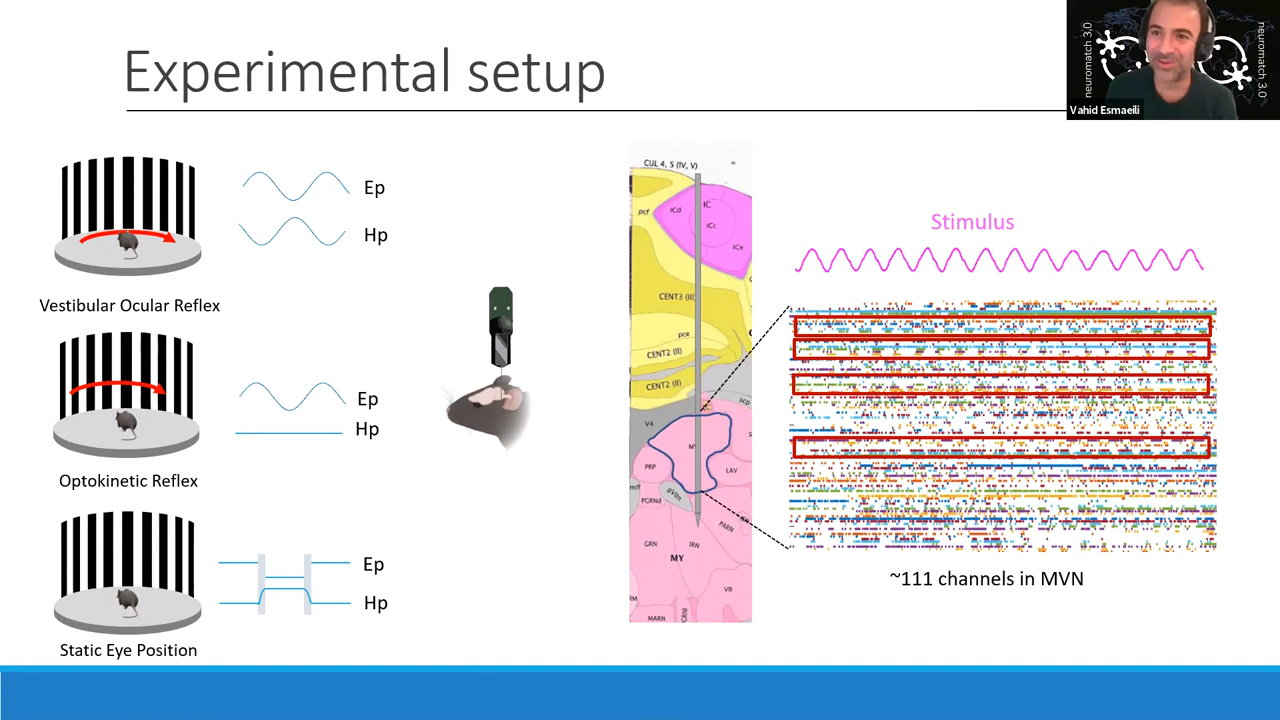 Experimental setup
neuromatch 3.0
neuromatch 3.0
Vahid Esmaeili
Ep
Hp
Vestibular Ocular Reflex
Ep
Hp
Optokinetic Reflex
Ep
Hp
Static Eye Position
CUL 4, 5 (IV, V)
pcf
ICd
IC
ICc
ICe
CENT3 (III)
pce
CENT2 (II)
CENT2 (II)
scp
V4
PRP
LAV
mlf
gVIIn
PGRNd
PARN
GRN
IRN
MY
VII
MARN
Stimulus
~111 channels in MVN